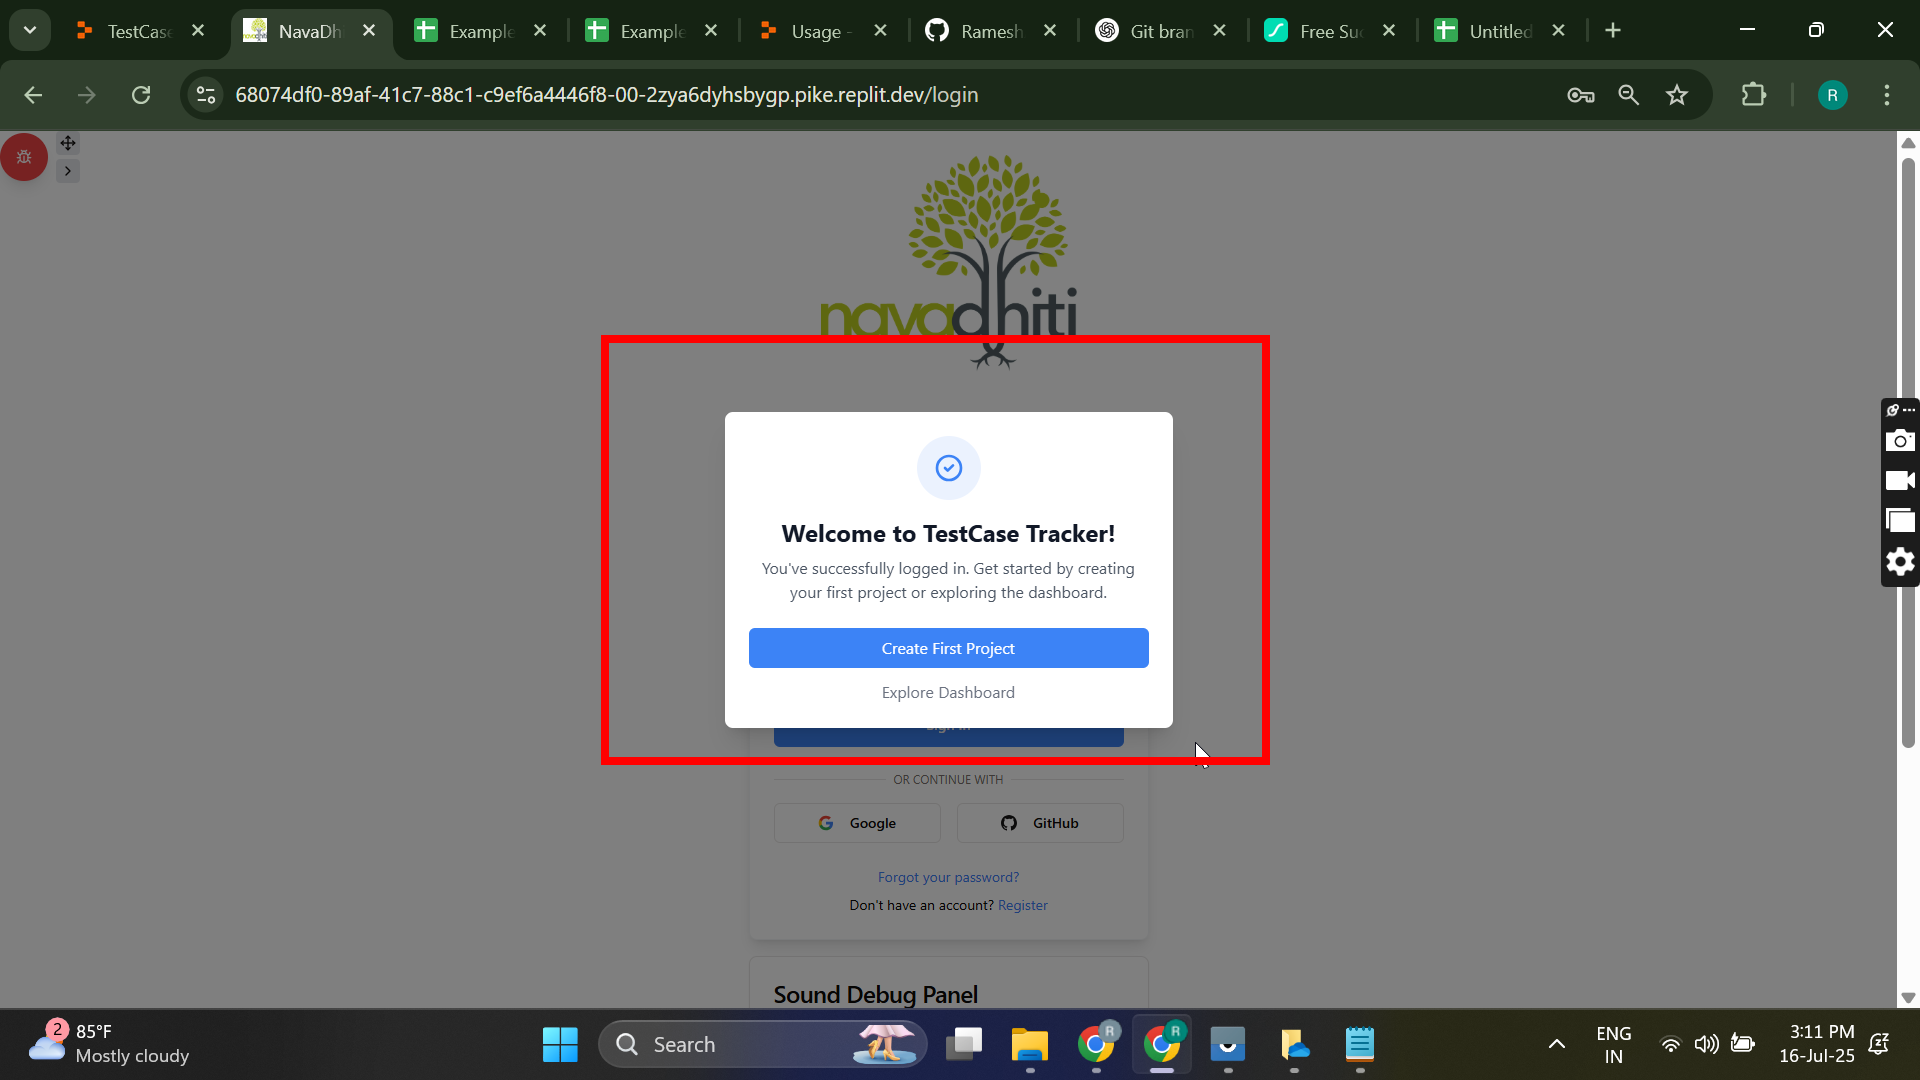 TestCase
NavaDh
Example
Example
Usage -
Ramesh
Git bran
Free Su
Untitled
68074df0-89af-41c7-88c1-c9ef6a4446f8-00-2zya6dyhsbygp.pike.replit.dev/login
R
navadhiti
Welcome to TestCase Tracker!
You've successfully logged in. Get started by creating
your first project or exploring the dashboard.
Create First Project
Explore Dashboard
Sign In
OR CONTINUE WITH
Google
GitHub
Forgot your password?
Don't have an account? Register
Sound Debug Panel
2
85°F
Mostly cloudy
Search
R
R
ENG
IN
3:11 PM
16-Jul-25